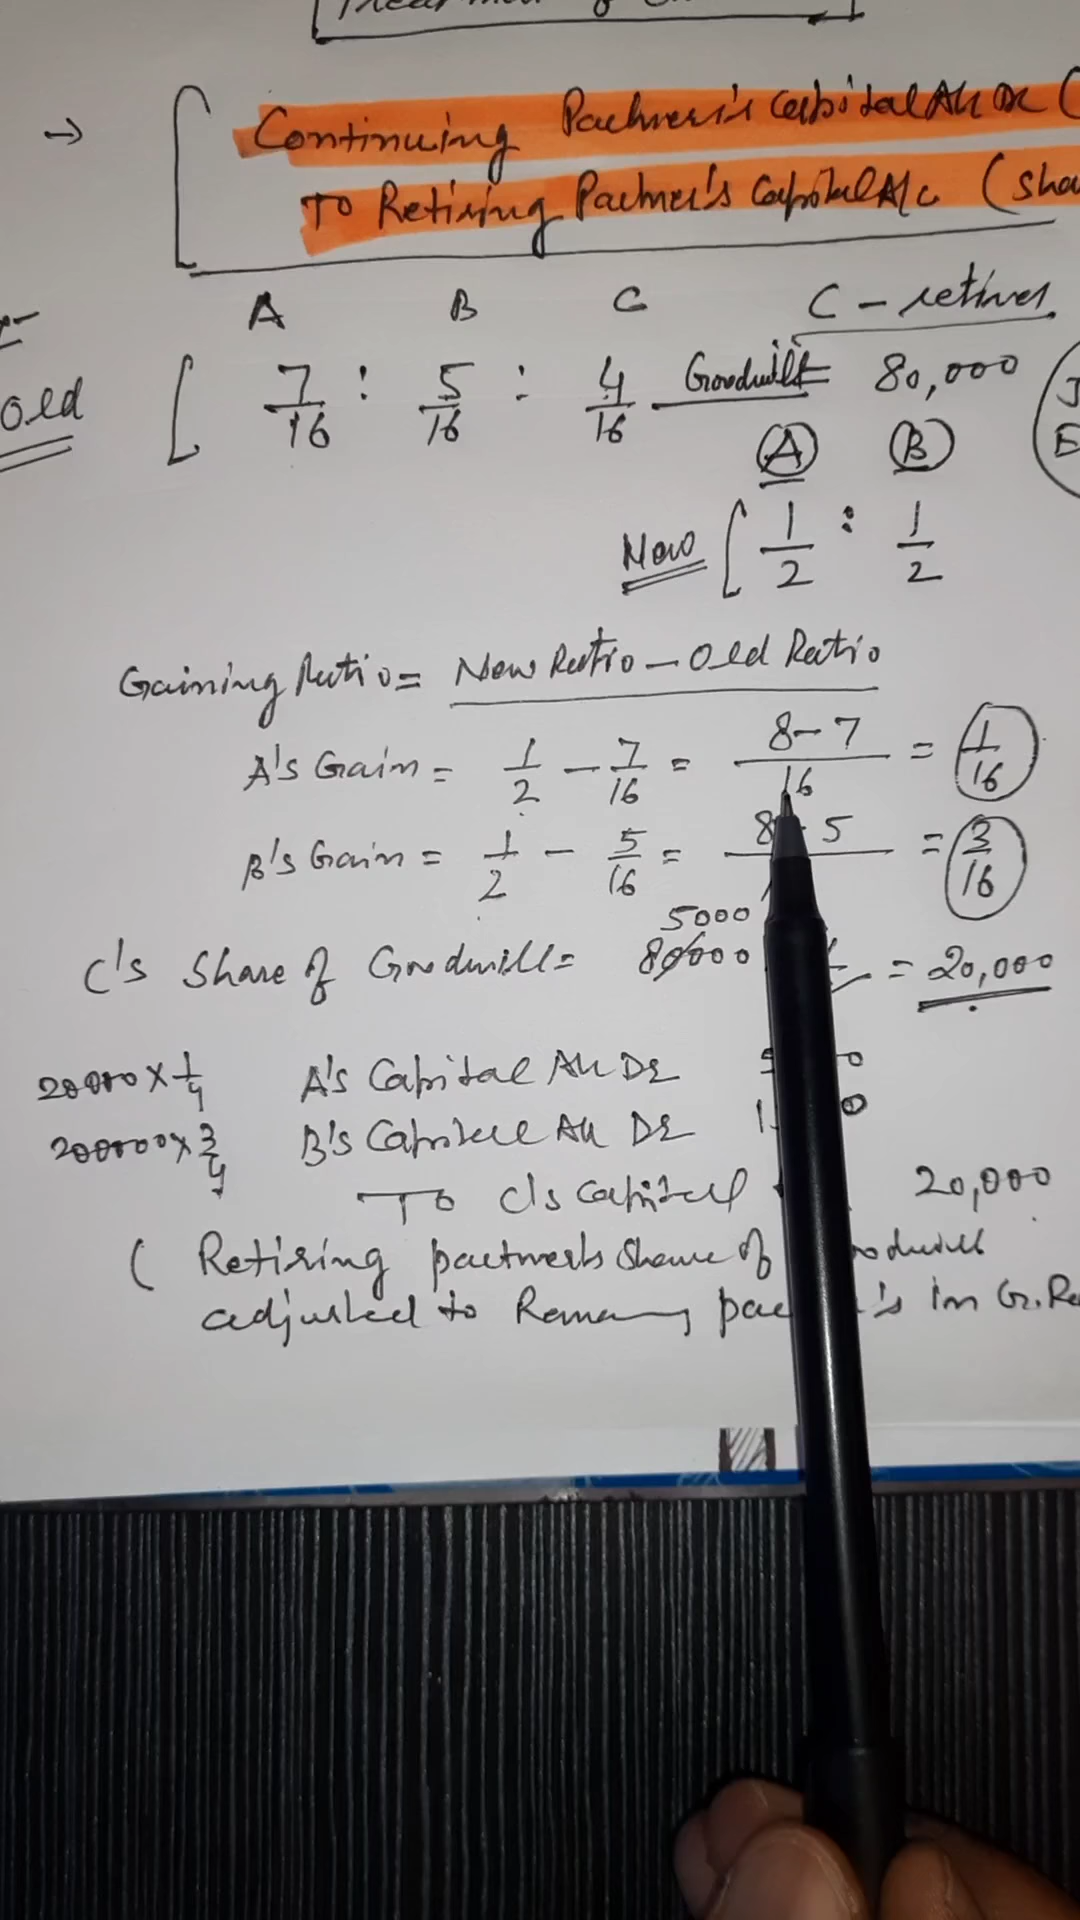 → Continuing Partner's Capital A/c Dr (
To Retiring Partner's Capital A/c (Sha
A B C C - retires
Old [ 7/16 : 5/16 : 4/16 Goodwill = 80,000
A B
New [ 1/2 : 1/2
Gaining Ratio = New Ratio - Old Ratio
A's Gain = 1/2 - 7/16 = 8-7/16 = 1/16
B's Gain = 1/2 - 5/16 = 8-5 = 3/16
5000
C's Share of Goodwill = 80000 = 20,000
20000 × 1/4 A's Capital A/c Dr
200000 × 3/4 B's Capital A/c Dr
To C's Capital 20,000
( Retiring partner's Share of
adjusted to 's in G.Ra